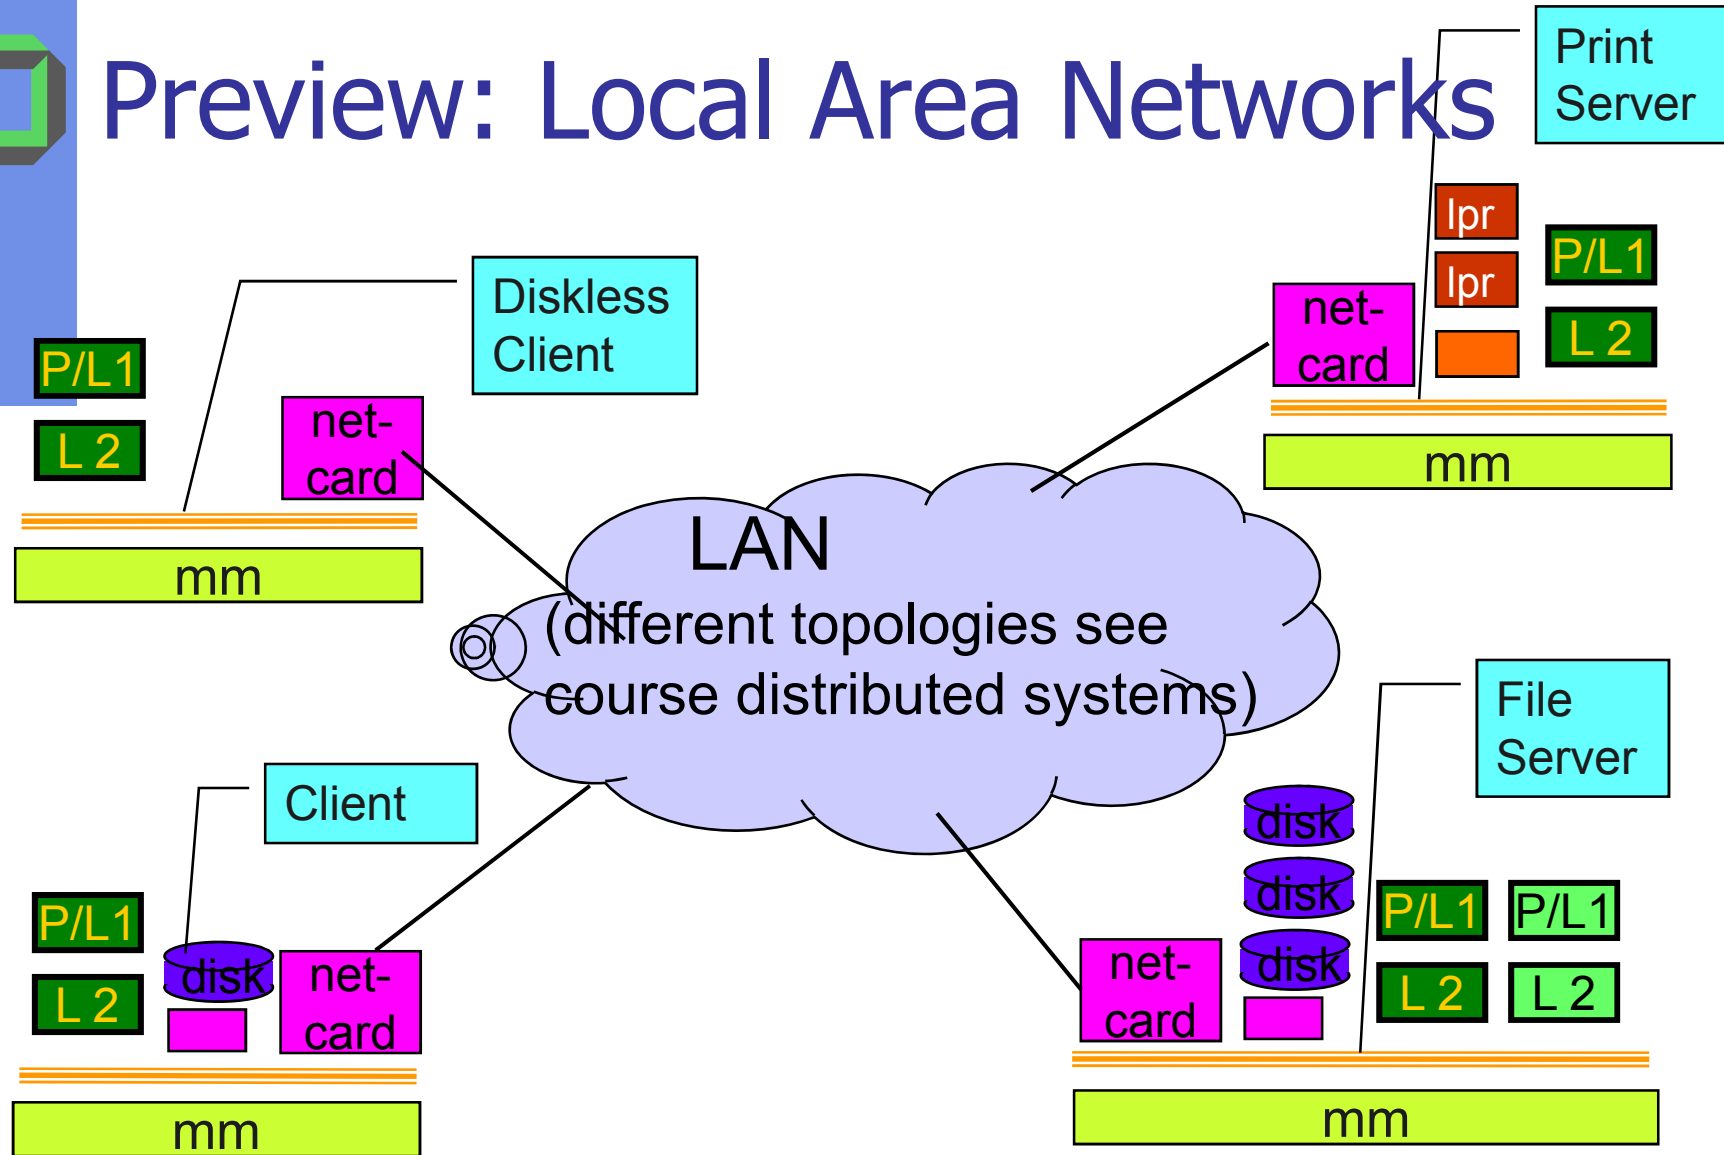 Preview: Local Area Networks
Print
Server
lpr
lpr
P/L1
L 2
net-
card
mm
Diskless
Client
P/L1
L 2
net-
card
mm
LAN
(different topologies see
course distributed systems)
Client
P/L1
L 2
disk
net-
card
mm
File
Server
disk
disk
disk
P/L1
P/L1
L 2
L 2
net-
card
mm